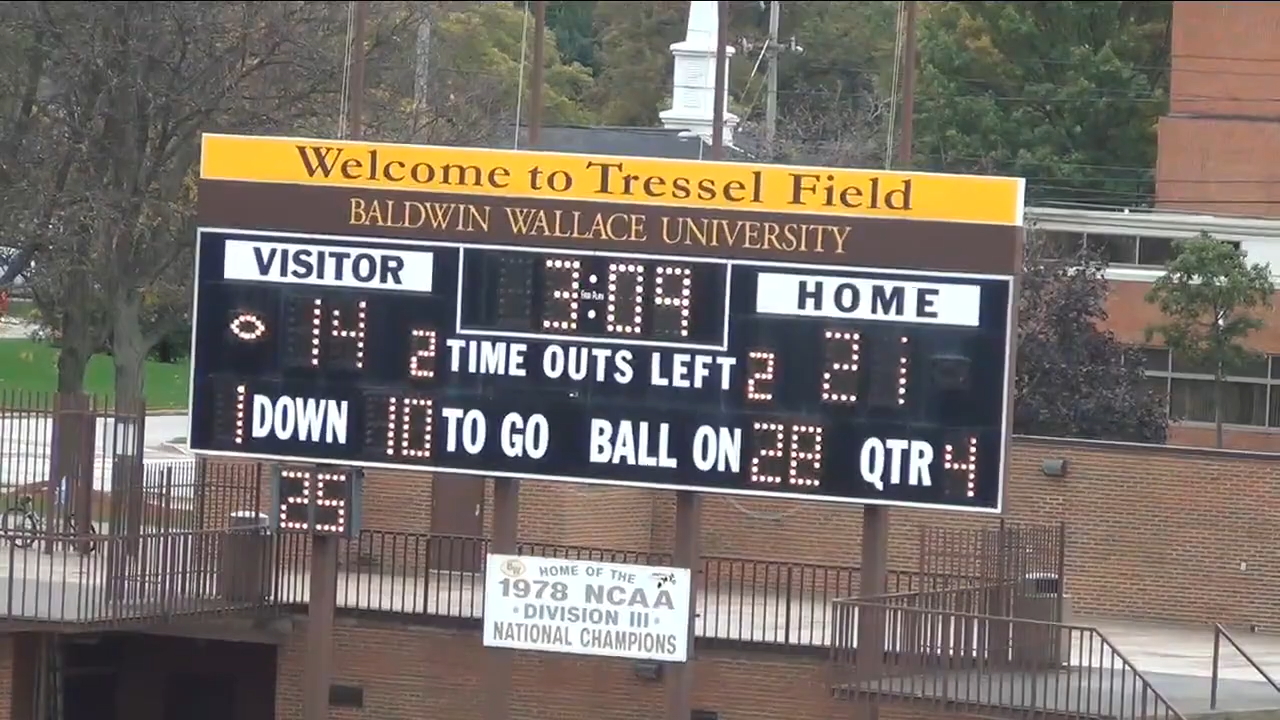 Welcome to Tressel Field
BALDWIN WALLACE UNIVERSITY
VISITOR 3:09 HOME
14 2 TIME OUTS LEFT 2 21
1 DOWN 10 TO GO BALL ON 28 QTR 4
25
HOME OF THE
1978 NCAA
DIVISION III
NATIONAL CHAMPIONS